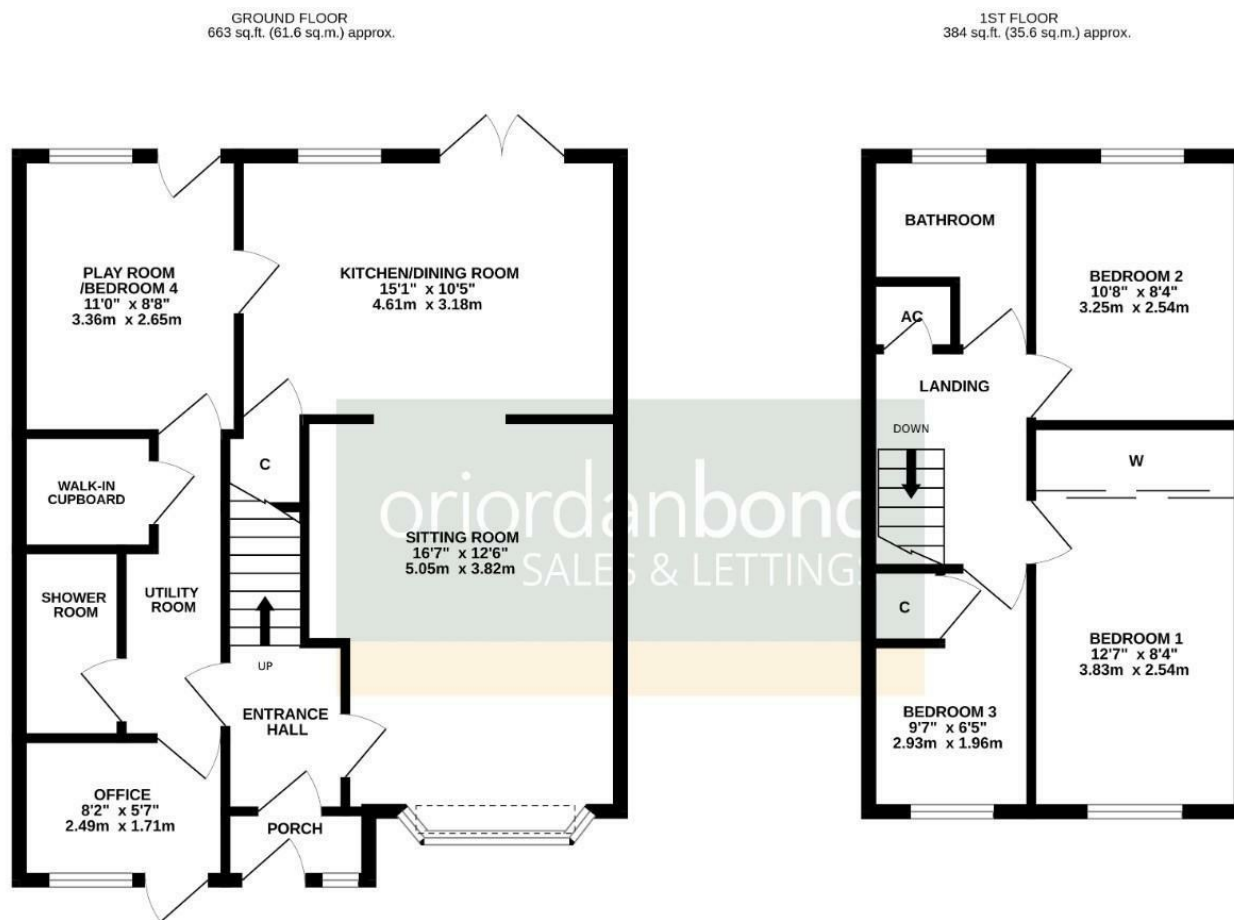 GROUND FLOOR
663 sq.ft. (61.6 sq.m.) approx.
PLAY ROOM
/BEDROOM 4
11'0" x 8'8"
3.36m x 2.65m
KITCHEN/DINING ROOM
15'1" x 10'5"
4.61m x 3.18m
C
WALK-IN
CUPBOARD
SITTING ROOM
16'7" x 12'6"
5.05m x 3.82m
SHOWER
ROOM
UTILITY
ROOM
UP
ENTRANCE
HALL
OFFICE
8'2" x 5'7"
2.49m x 1.71m
PORCH
oriordanbond
SALES & LETTINGS
1ST FLOOR
384 sq.ft. (35.6 sq.m.) approx.
BATHROOM
BEDROOM 2
10'8" x 8'4"
3.25m x 2.54m
AC
LANDING
DOWN
W
C
BEDROOM 1
12'7" x 8'4"
3.83m x 2.54m
BEDROOM 3
9'7" x 6'5"
2.93m x 1.96m